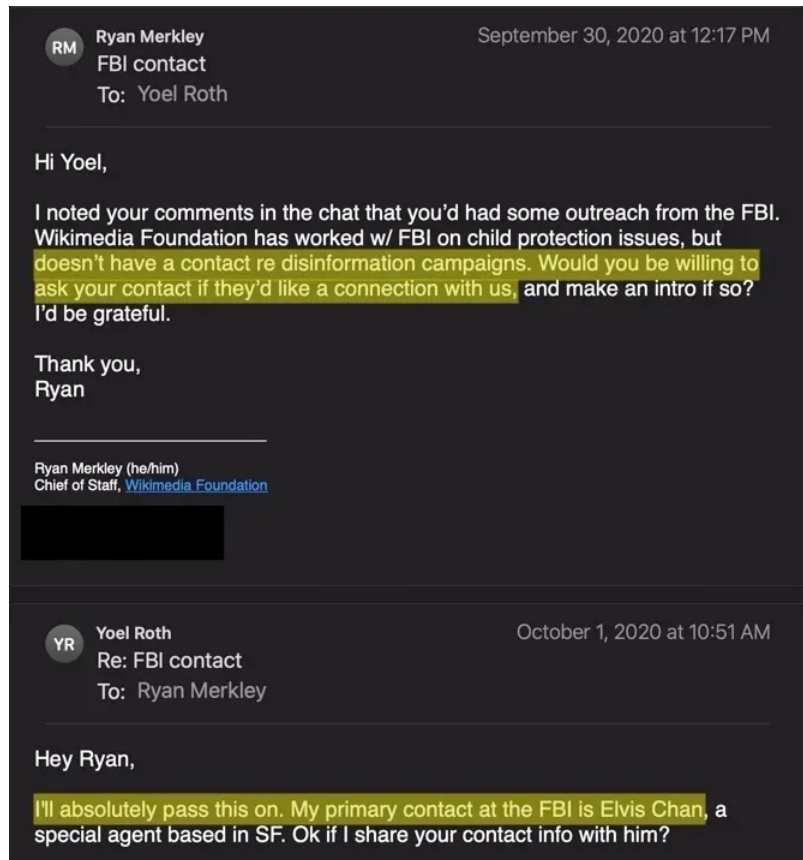 RM
Ryan Merkley
September 30, 2020 at 12:17 PM
FBI contact
To: Yoel Roth
Hi Yoel,
I noted your comments in the chat that you'd had some outreach from the FBI.
Wikimedia Foundation has worked w/ FBI on child protection issues, but
doesn't have a contact re disinformation campaigns. Would you be willing to
ask your contact if they'd like a connection with us, and make an intro if so?
I'd be grateful.
Thank you,
Ryan
Ryan Merkley (he/him)
Chief of Staff, Wikimedia Foundation
YR
Yoel Roth
October 1, 2020 at 10:51 AM
Re: FBI contact
To: Ryan Merkley
Hey Ryan,
I'll absolutely pass this on. My primary contact at the FBI is Elvis Chan, a
special agent based in SF. Ok if I share your contact info with him?